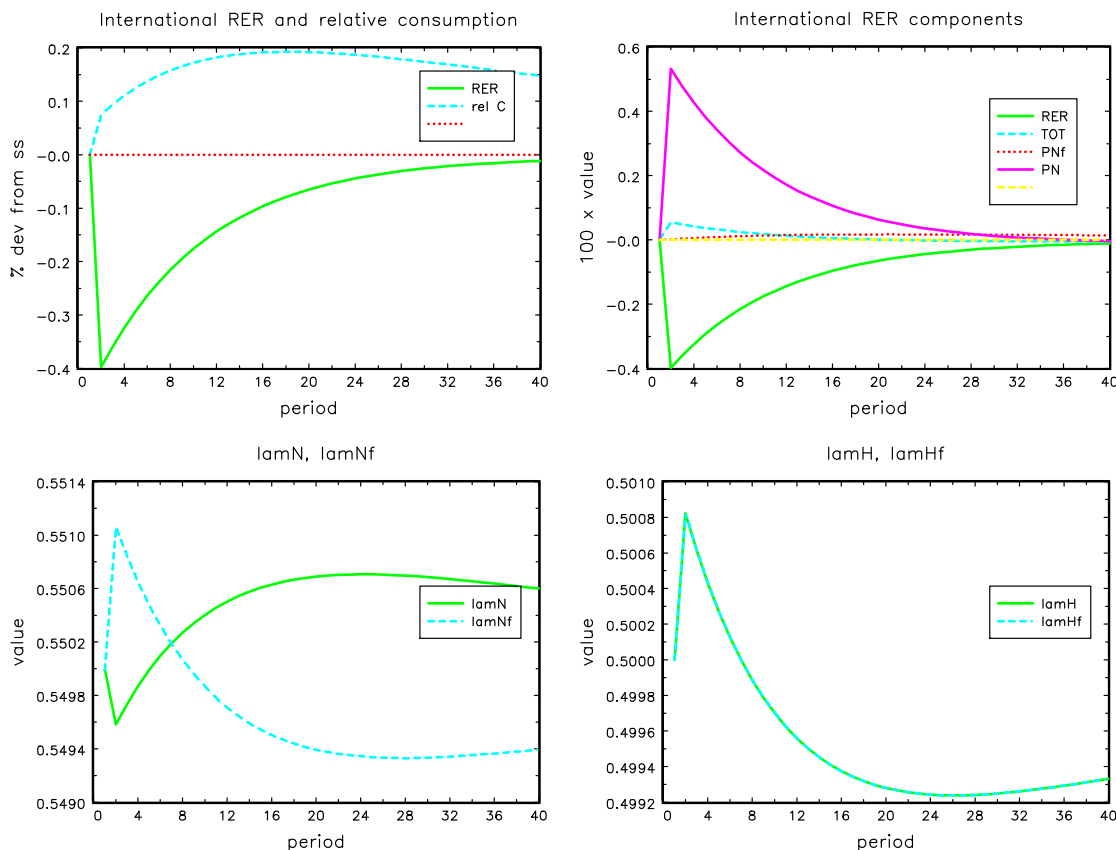 International RER and relative consumption
% dev from ss
0.2
0.1
-0.0
-0.1
-0.2
-0.3
-0.4
0 4 8 12 16 20 24 28 32 36 40
period
RER
rel C
International RER components
100 x value
0.6
0.4
0.2
-0.0
-0.2
-0.4
0 4 8 12 16 20 24 28 32 36 40
period
RER
TOT
PNf
PN
lamN, lamNf
value
0.5514
0.5510
0.5506
0.5502
0.5498
0.5494
0.5490
0 4 8 12 16 20 24 28 32 36 40
period
lamN
lamNf
lamH, lamHf
value
0.5010
0.5008
0.5006
0.5004
0.5002
0.5000
0.4998
0.4996
0.4994
0.4992
0 4 8 12 16 20 24 28 32 36 40
period
lamH
lamHf